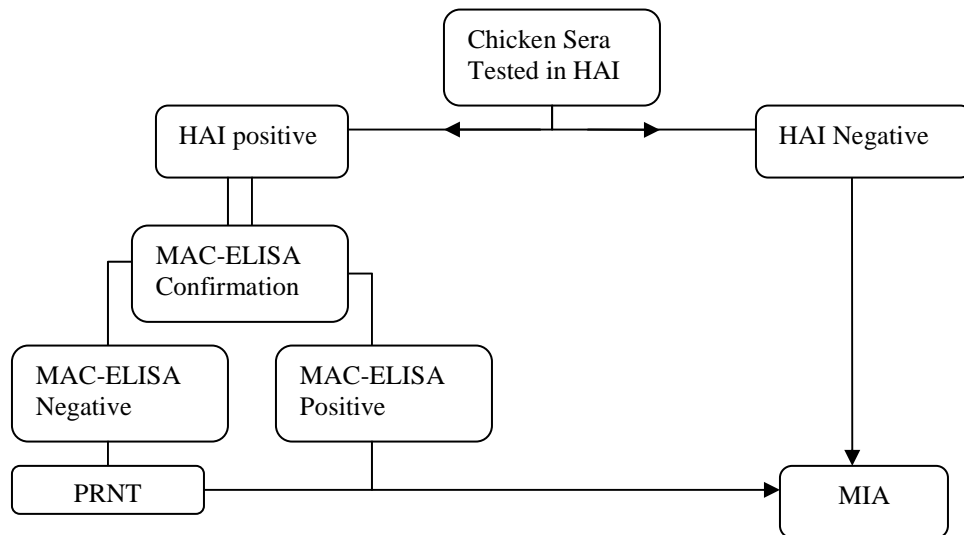 Chicken Sera
Tested in HAI
HAI positive
HAI Negative
MAC-ELISA
Confirmation
MAC-ELISA
Negative
MAC-ELISA
Positive
PRNT
MIA